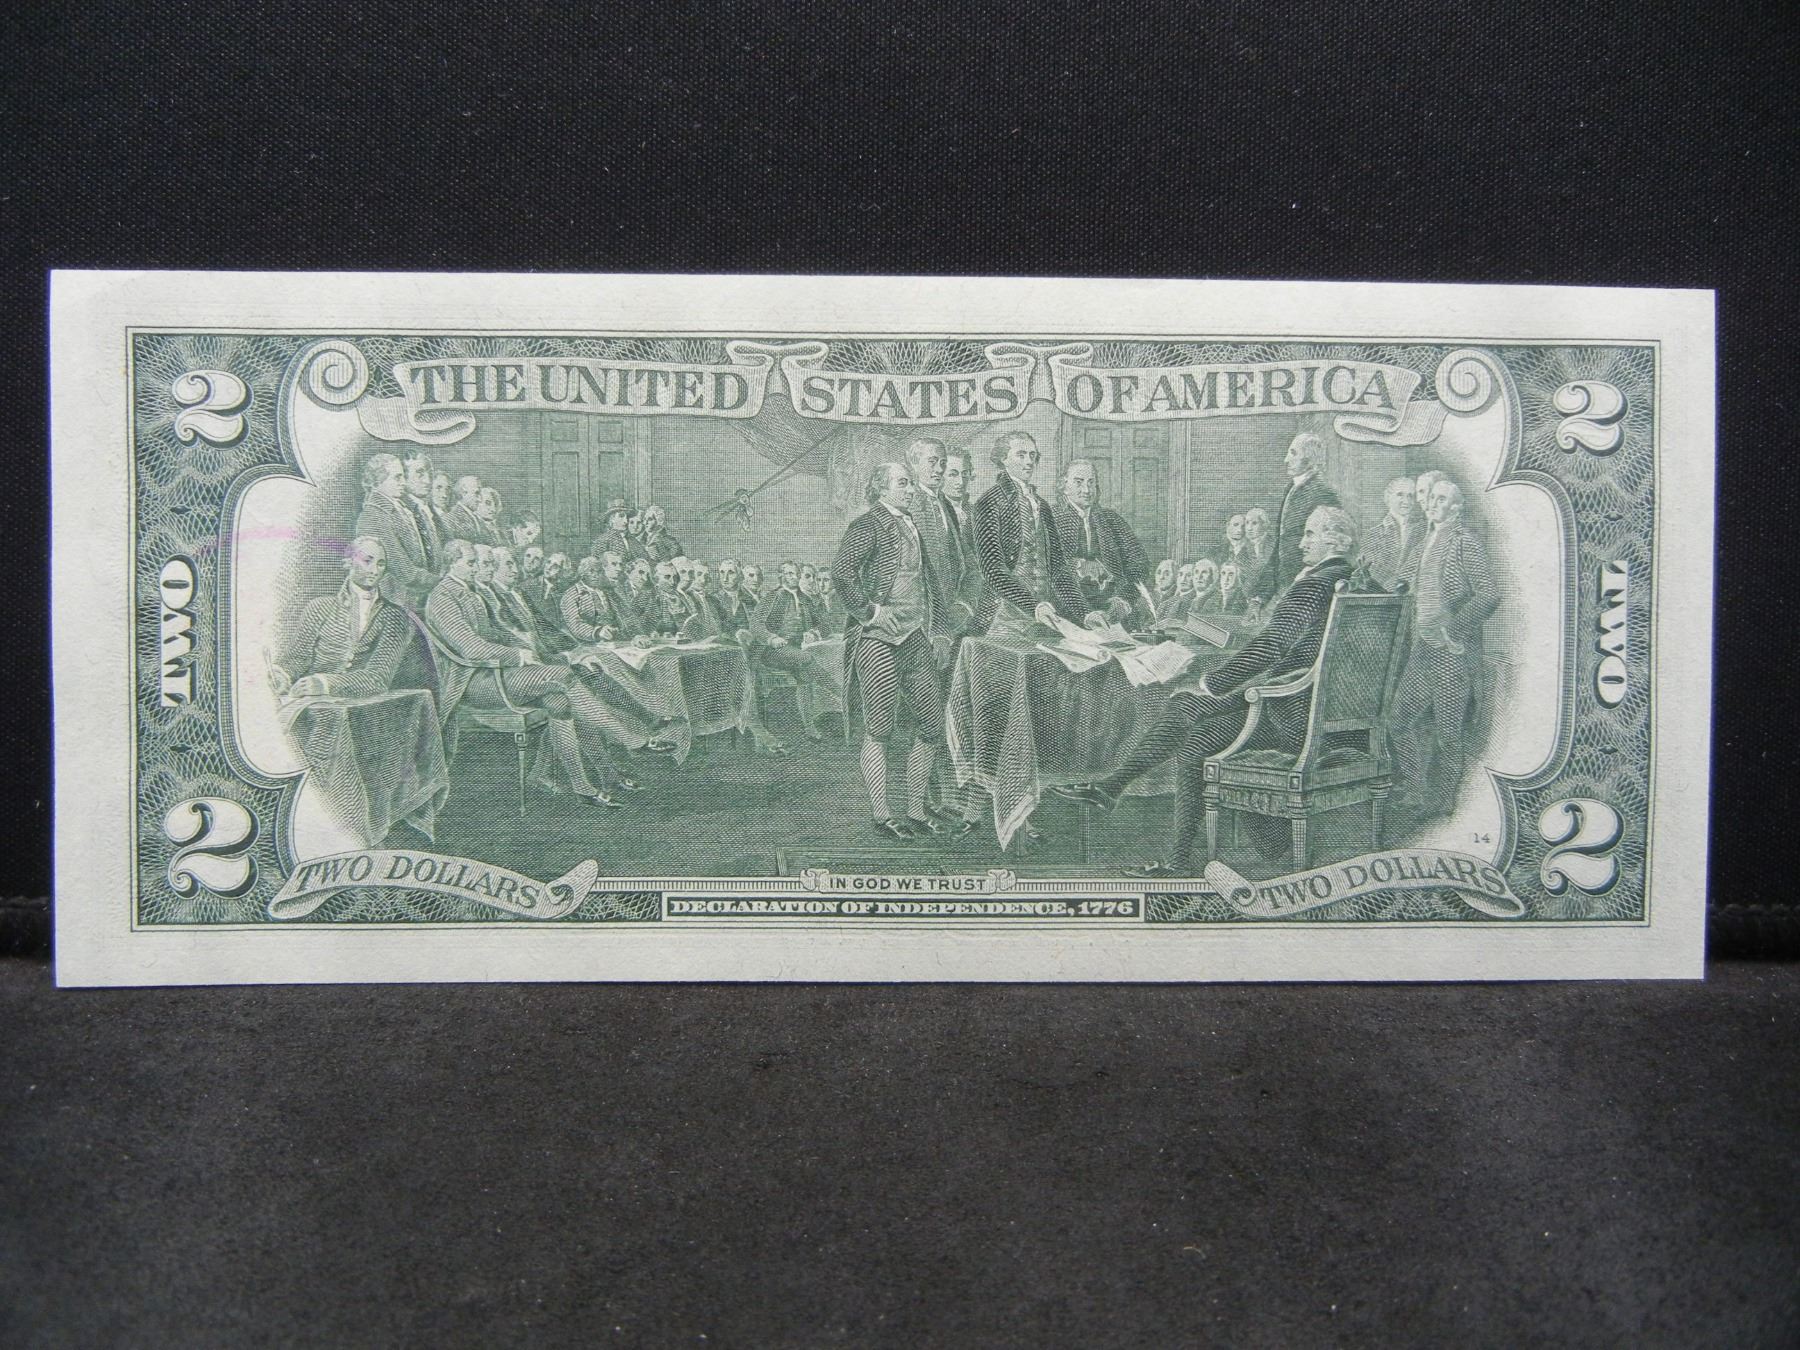 THE UNITED STATES OF AMERICA
2
2
TWO
TWO
14
2
2
TWO DOLLARS
TWO DOLLARS
IN GOD WE TRUST
DECLARATION OF INDEPENDENCE, 1776